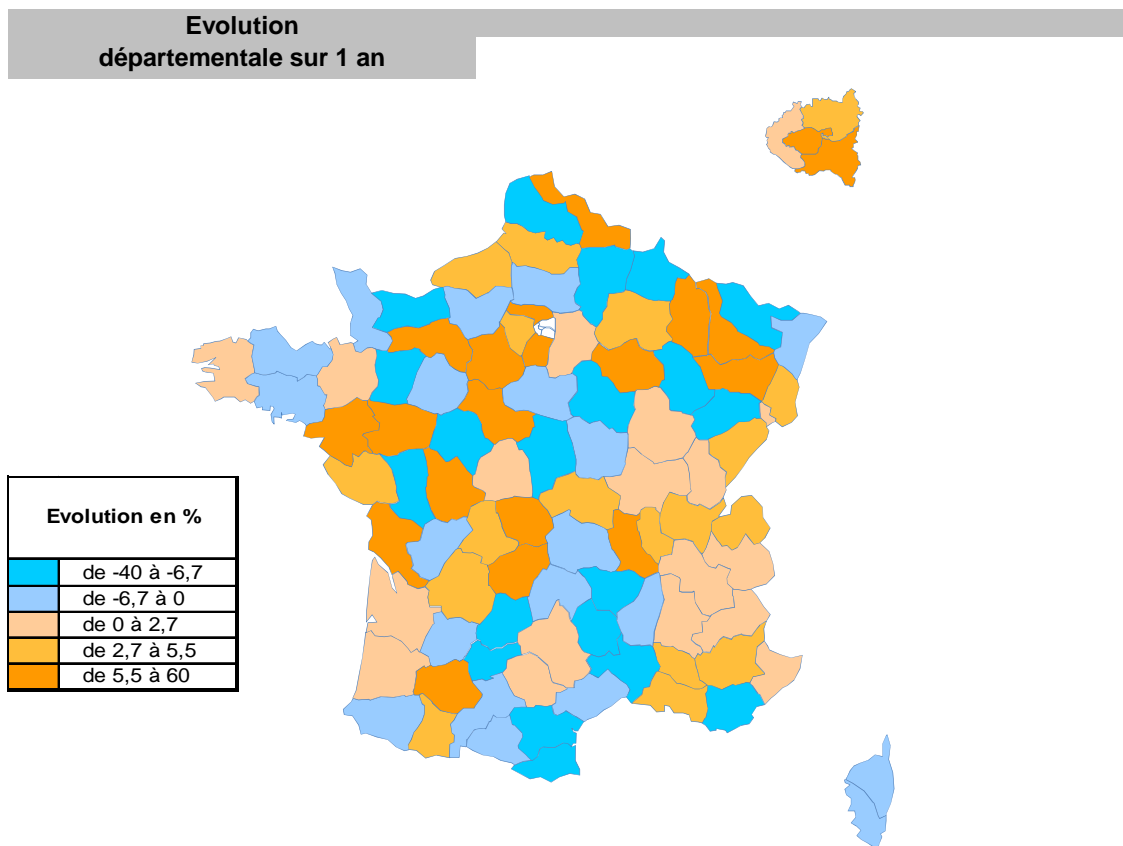 Evolution
départementale sur 1 an
Evolution en %
de -40 à -6,7
de -6,7 à 0
de 0 à 2,7
de 2,7 à 5,5
de 5,5 à 60